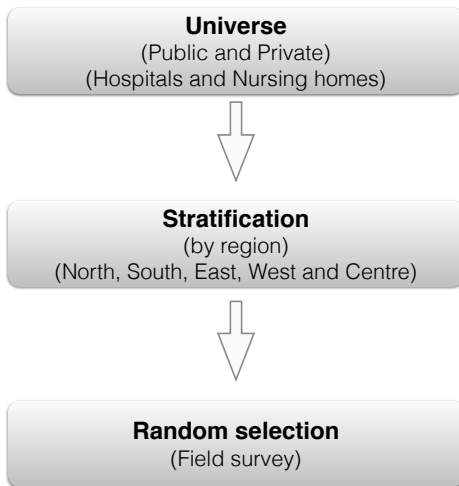 Universe
(Public and Private)
(Hospitals and Nursing homes)
Stratification
(by region)
(North, South, East, West and Centre)
Random selection
(Field survey)